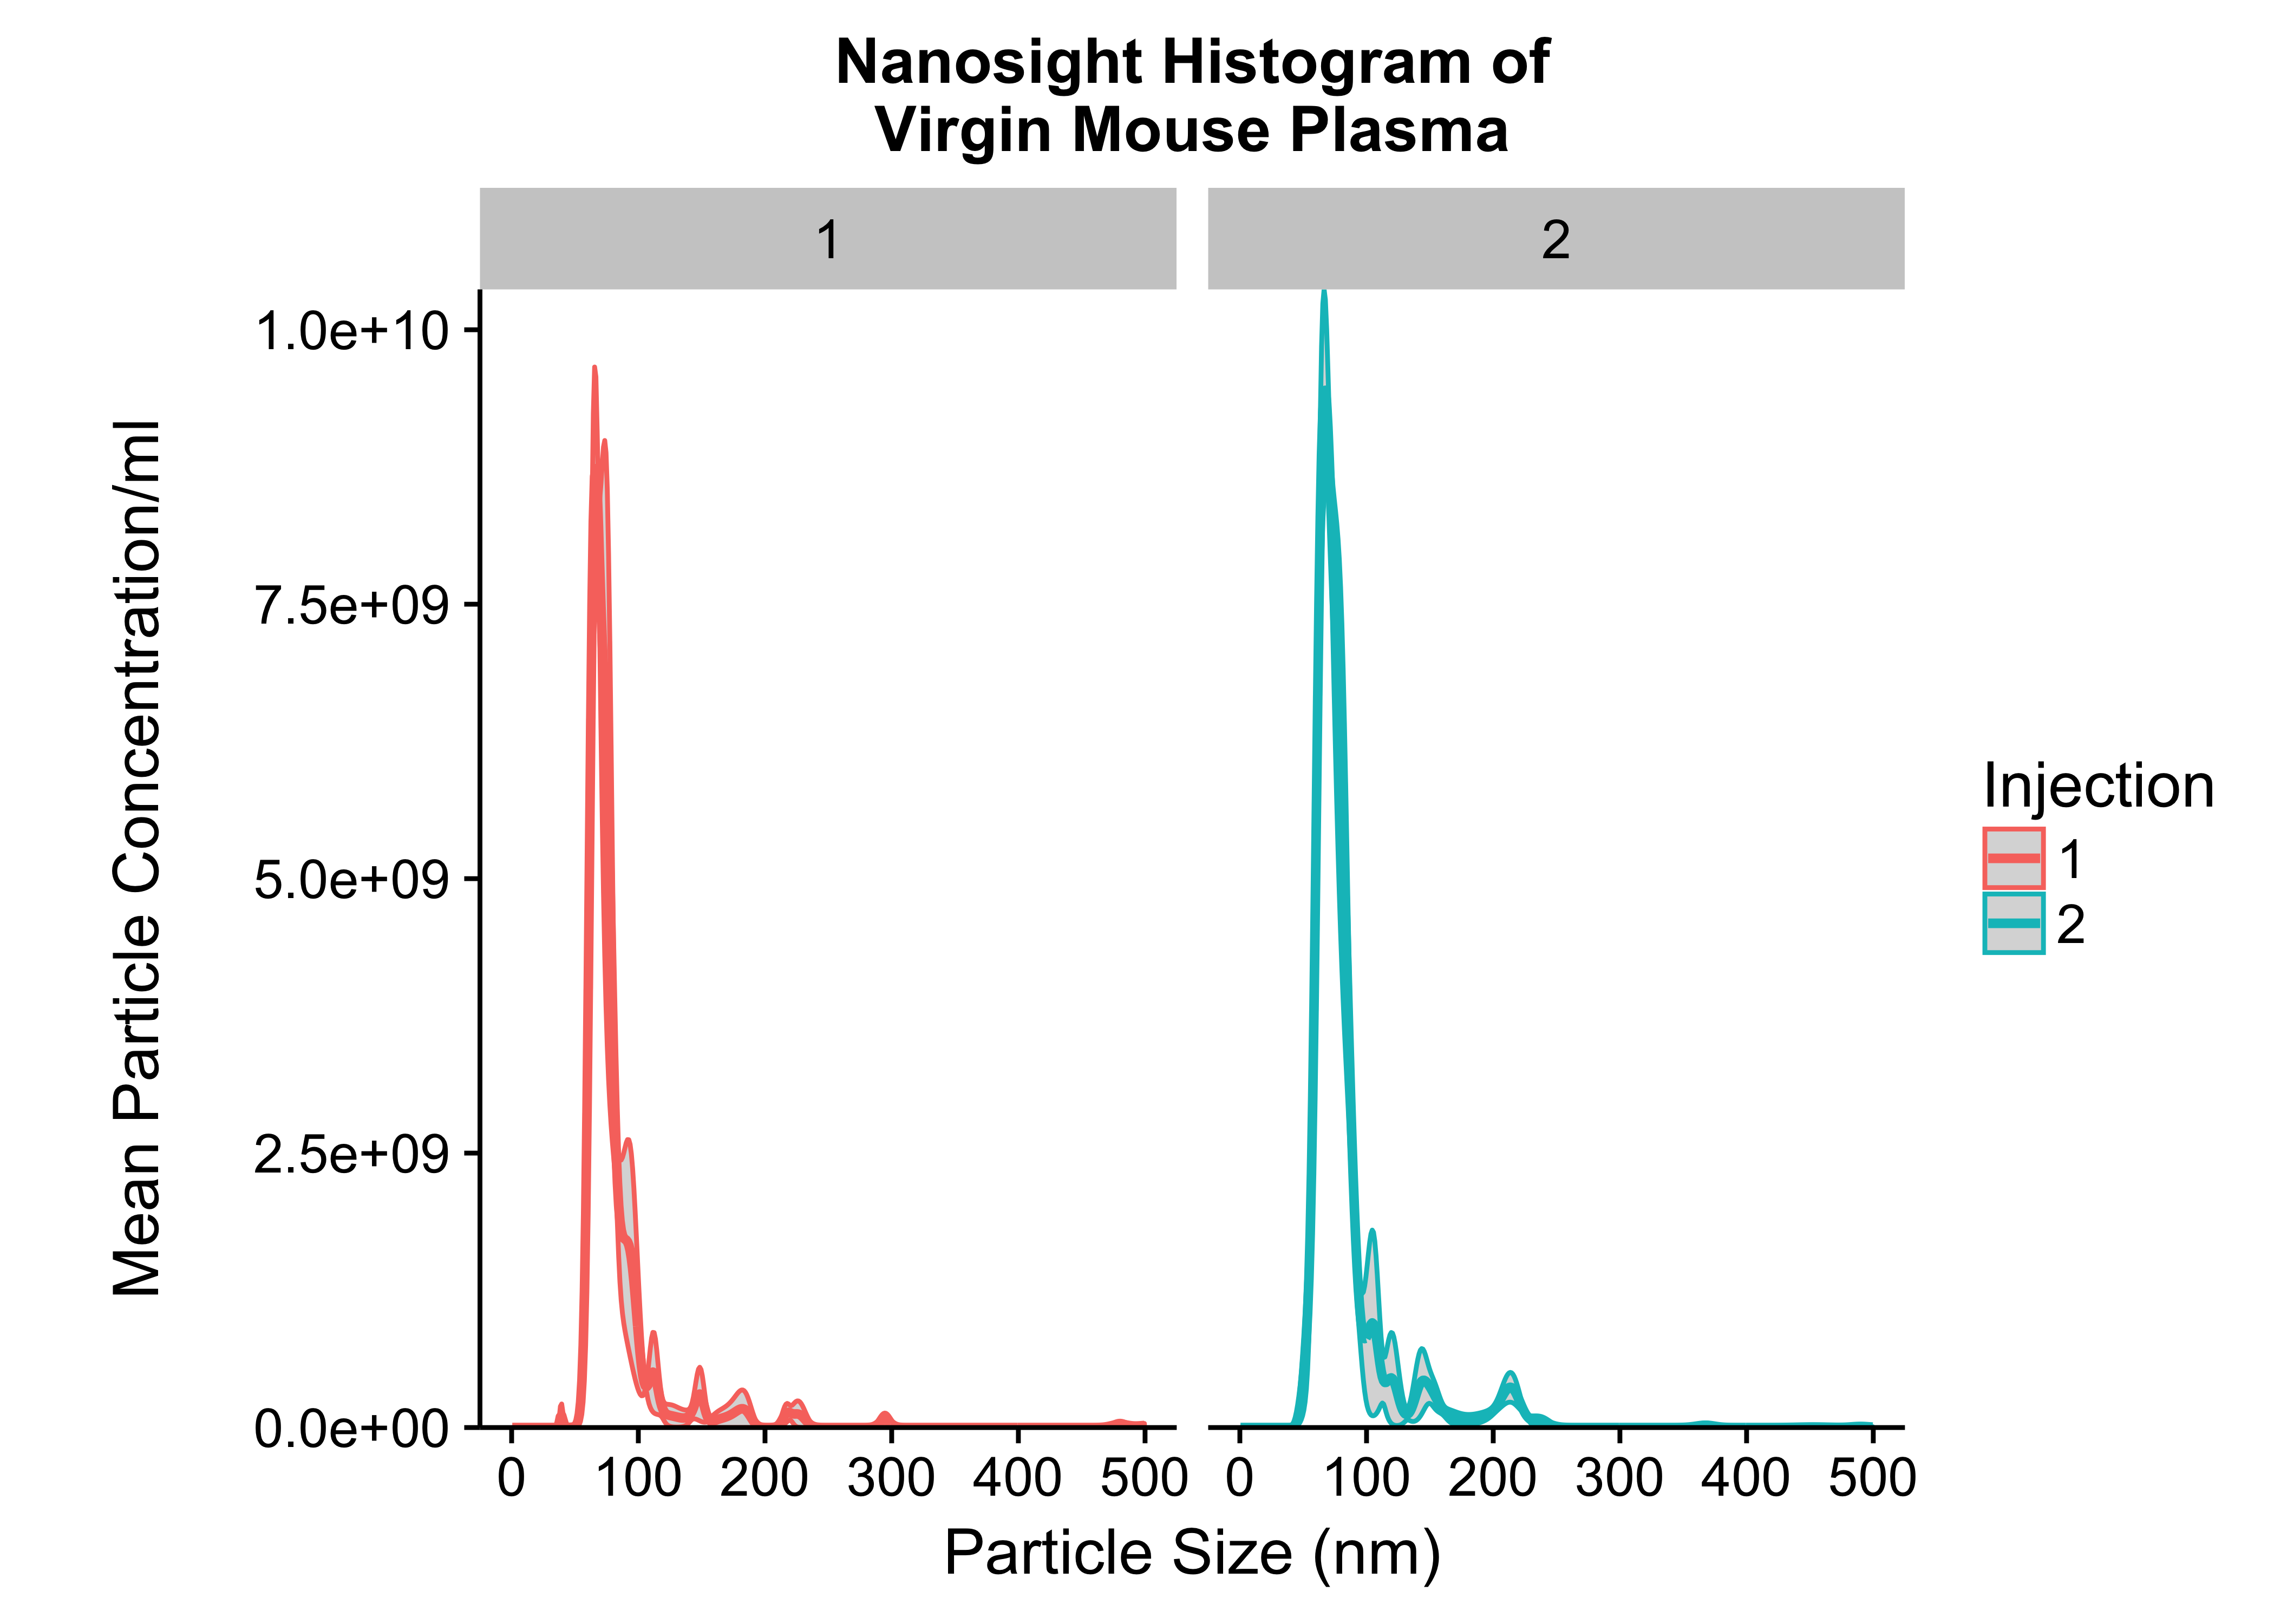 Nanosight Histogram of
Virgin Mouse Plasma
1
2
Mean Particle Concentration/ml
1.0e+10
7.5e+09
5.0e+09
2.5e+09
0.0e+00
0 100 200 300 400 500
0 100 200 300 400 500
Particle Size (nm)
Injection
1
2